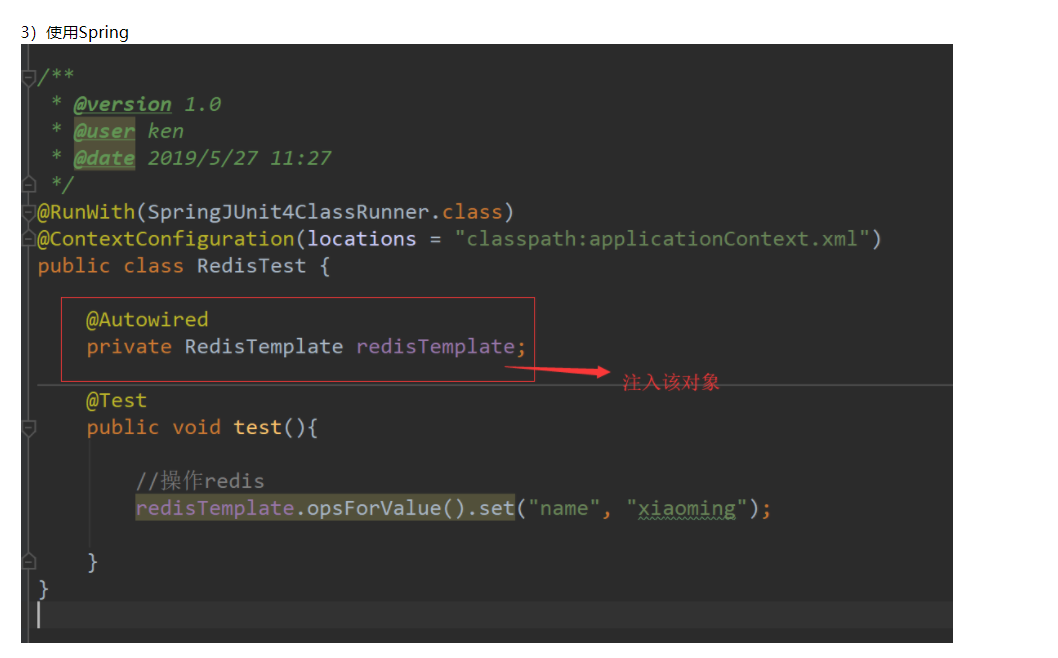 3）使用Spring
/**
* @version 1.0
* @user ken
* @date 2019/5/27 11:27
*/
@RunWith(SpringJUnit4ClassRunner.class)
@ContextConfiguration(locations = "classpath:applicationContext.xml")
public class RedisTest {
@Autowired
private RedisTemplate redisTemplate;
注入该对象
@Test
public void test(){
//操作redis
redisTemplate.opsForValue().set("name", "xiaoming");
}
}